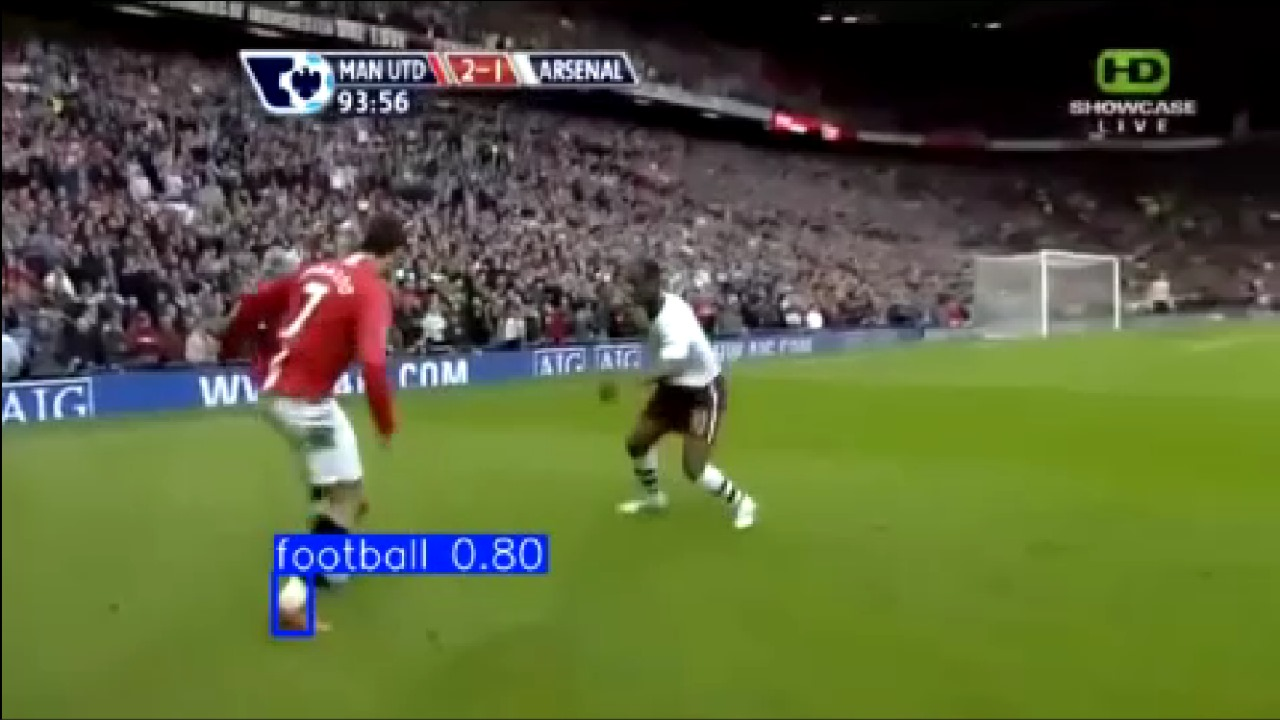 MAN UTD 2-1 ARSENAL
93:56
HD
SHOWCASE
LIVE
7
AIG
AIG AIG
.COM
football 0.80